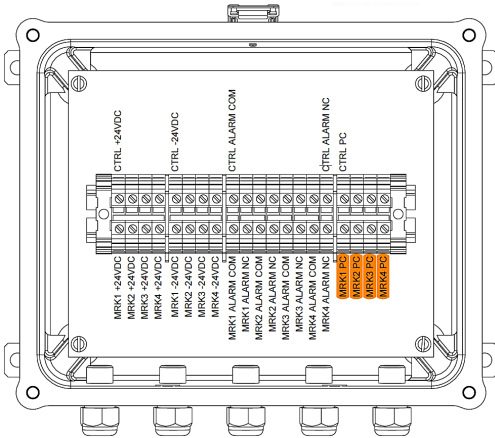 CTRL +24VDC
CTRL -24VDC
CTRL ALARM COM
CTRL ALARM NC
CTRL PC
MRK1 +24VDC
MRK2 +24VDC
MRK3 +24VDC
MRK4 +24VDC
MRK1 -24VDC
MRK2 -24VDC
MRK3 -24VDC
MRK4 -24VDC
MRK1 ALARM COM
MRK1 ALARM NC
MRK2 ALARM COM
MRK2 ALARM NC
MRK3 ALARM COM
MRK3 ALARM NC
MRK4 ALARM COM
MRK4 ALARM NC
MRK1 PC
MRK2 PC
MRK3 PC
MRK4 PC